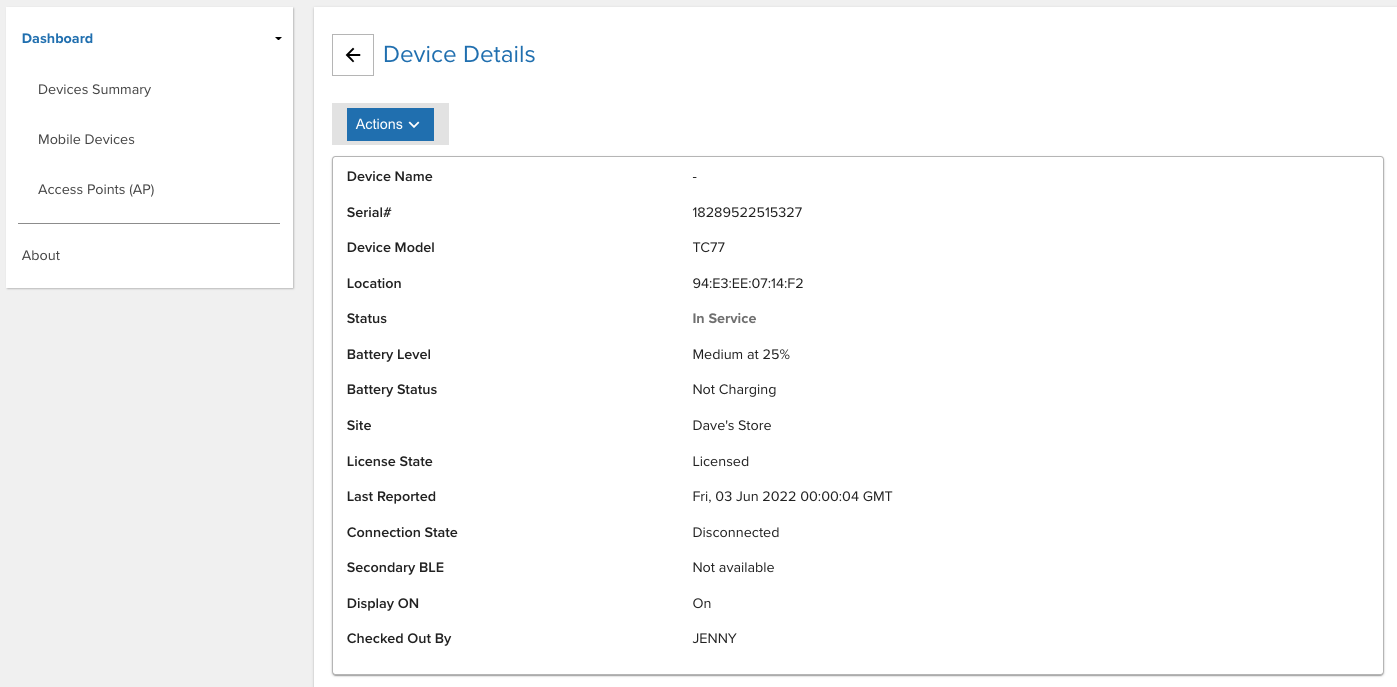 Dashboard
Devices Summary
Mobile Devices
Access Points (AP)
About
Device Details
Actions
Device Name -
Serial# 18289522515327
Device Model TC77
Location 94:E3:EE:07:14:F2
Status In Service
Battery Level Medium at 25%
Battery Status Not Charging
Site Dave's Store
License State Licensed
Last Reported Fri, 03 Jun 2022 00:00:04 GMT
Connection State Disconnected
Secondary BLE Not available
Display ON On
Checked Out By JENNY